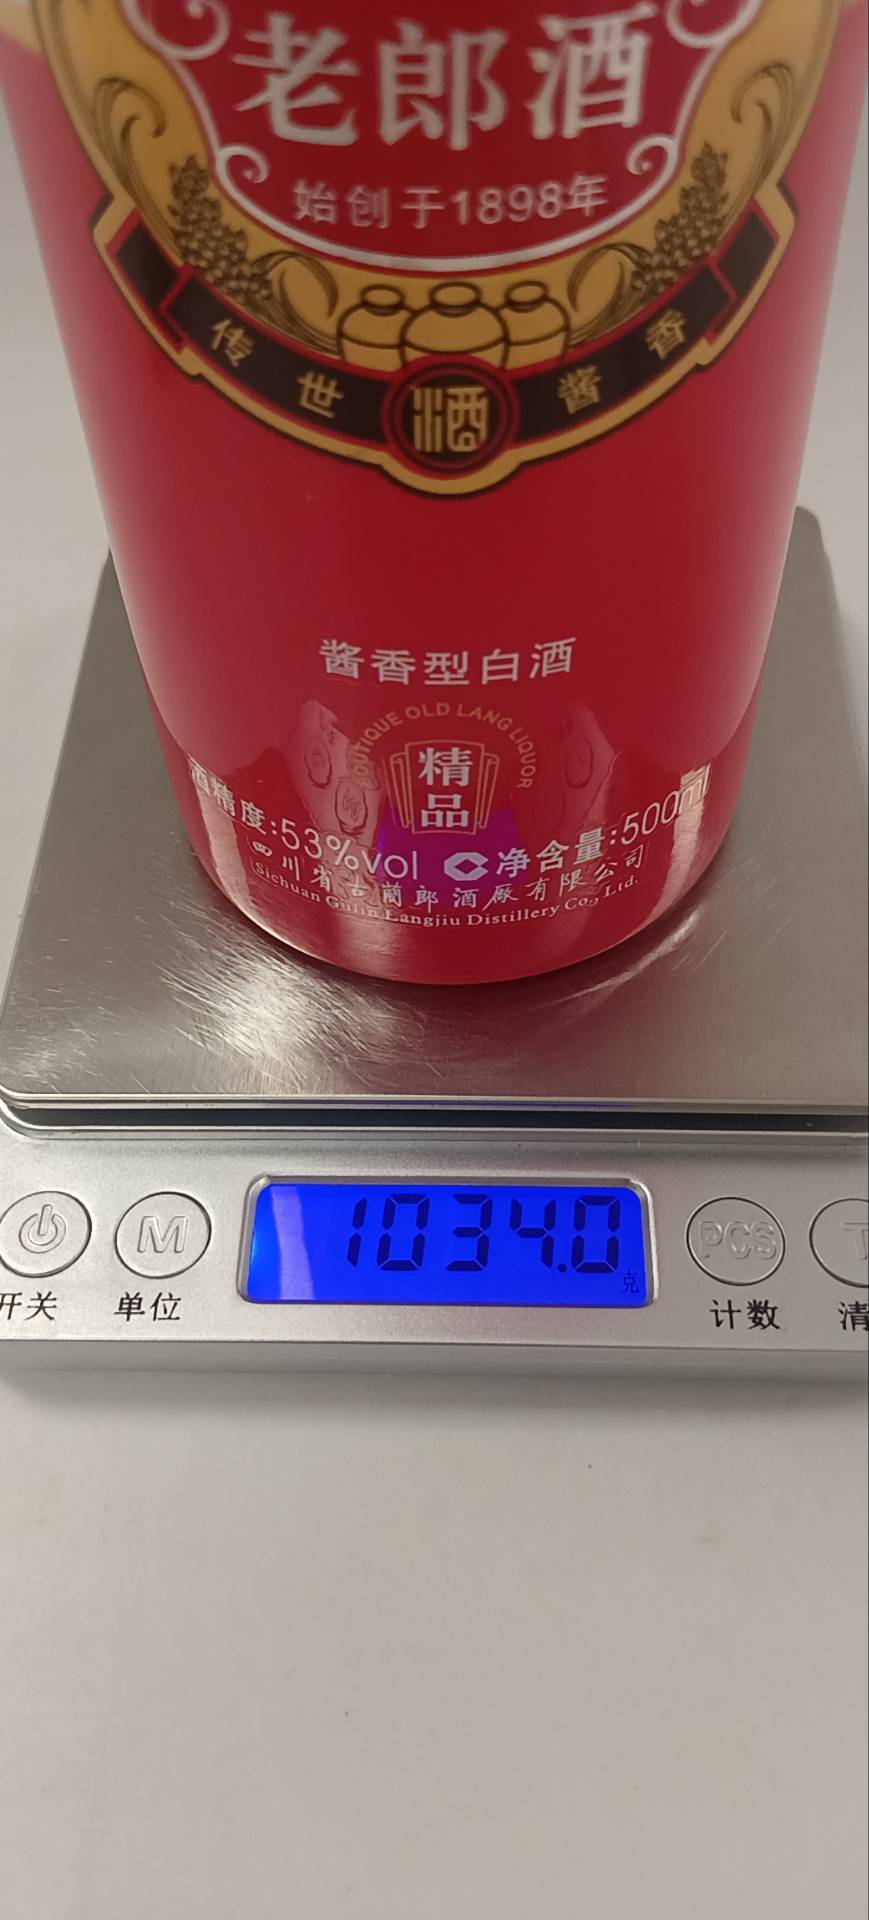 老郎酒
始创于1898年
传世酱香
酒
酱香型白酒
BOUTIQUE OLD LANG LIQUOR
精品
酒精度:53%vol 净含量:500ml
四川省古蔺郎酒厂有限公司
Sichuan Gulin Langjiu Distillery Co., Ltd.
1034.0
克
M
PCS
T
开关
单位
计数
清